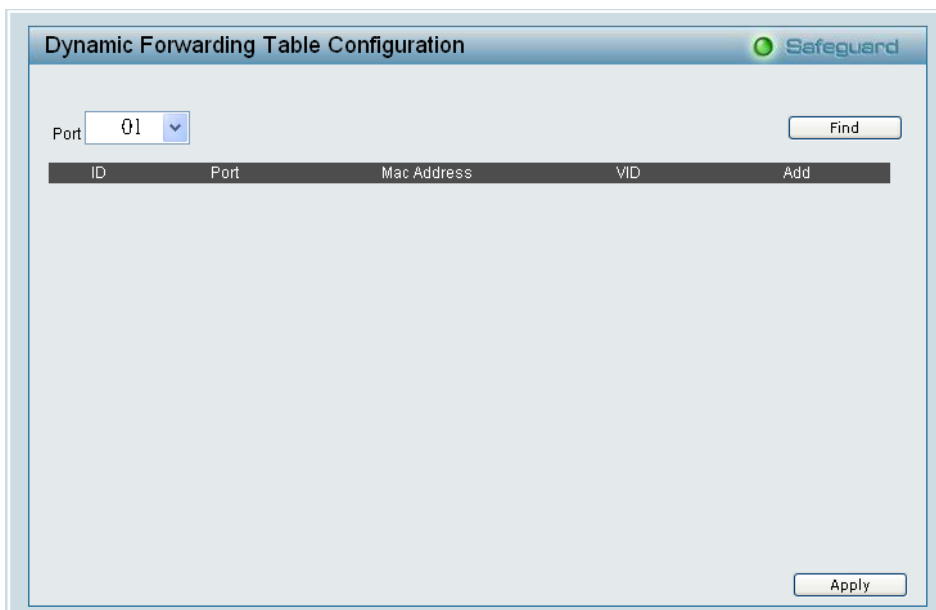 Dynamic Forwarding Table Configuration Safeguard
Port 01 Find
ID Port Mac Address VID Add
Apply